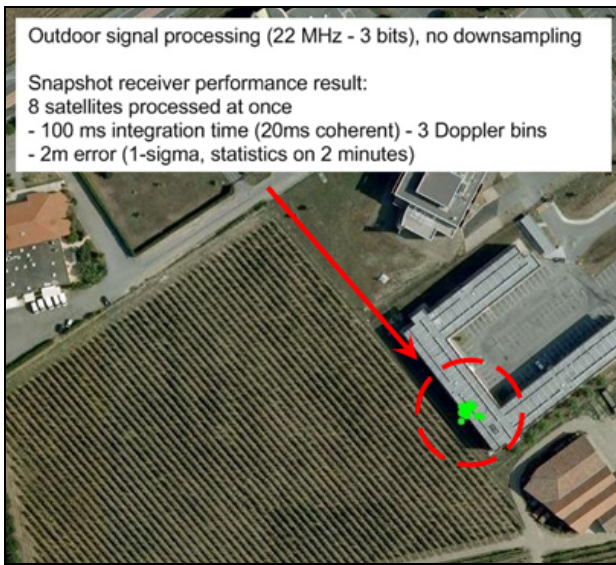 Outdoor signal processing (22 MHz - 3 bits), no downsampling
Snapshot receiver performance result:
8 satellites processed at once
- 100 ms integration time (20ms coherent) - 3 Doppler bins
- 2m error (1-sigma, statistics on 2 minutes)